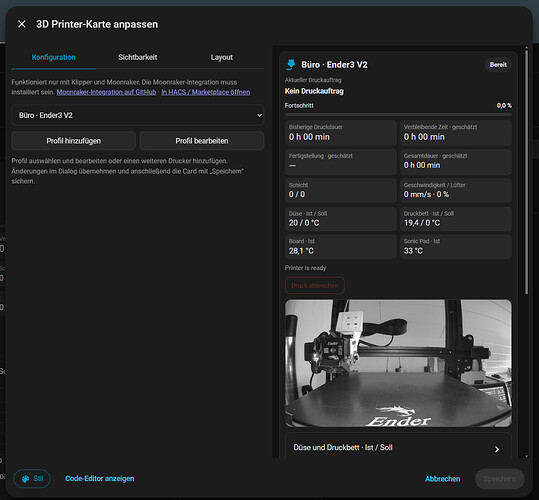 3D Printer-Karte anpassen
Konfiguration
Sichtbarkeit
Layout
Funktioniert nur mit Klipper und Moonraker. Die Moonraker-Integration muss
installiert sein. Moonraker-Integration auf GitHub · In HACS / Marketplace öffnen
Büro · Ender3 V2
Profil hinzufügen
Profil bearbeiten
Profil auswählen und bearbeiten oder einen weiteren Drucker hinzufügen.
Änderungen im Dialog übernehmen und anschließend die Card mit „Speichern“
sichern.
Büro · Ender3 V2
Bereit
Aktueller Druckauftrag
Kein Druckauftrag
Fortschritt
0,0 %
Bisherige Druckdauer
0 h 00 min
Verbleibende Zeit · geschätzt
0 h 00 min
Fertigstellung · geschätzt
—
Gesamtdauer · geschätzt
0 h 00 min
Schicht
0 / 0
Geschwindigkeit / Lüfter
0 mm/s · 0 %
Düse · Ist / Soll
20 / 0 °C
Druckbett · Ist / Soll
19,4 / 0 °C
Board · Ist
28,1 °C
Sonic Pad · Ist
33 °C
Printer is ready
Druck abbrechen
Ender
Ender
Düse und Druckbett · Ist / Soll
Stil
Code-Editor anzeigen
Abbrechen
Speichern